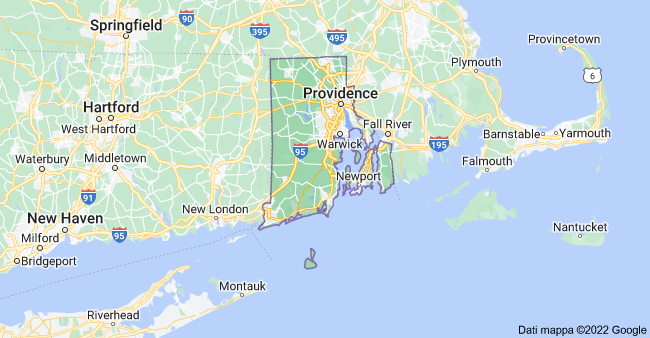 90
Springfield
395
495
Provincetown
Plymouth
6
Hartford
West Hartford
Providence
Fall River
Warwick
195
Barnstable
Yarmouth
95
Waterbury
Middletown
Falmouth
Newport
91
New London
New Haven
95
Nantucket
Milford
Bridgeport
Montauk
Riverhead
Dati mappa ©2022 Google